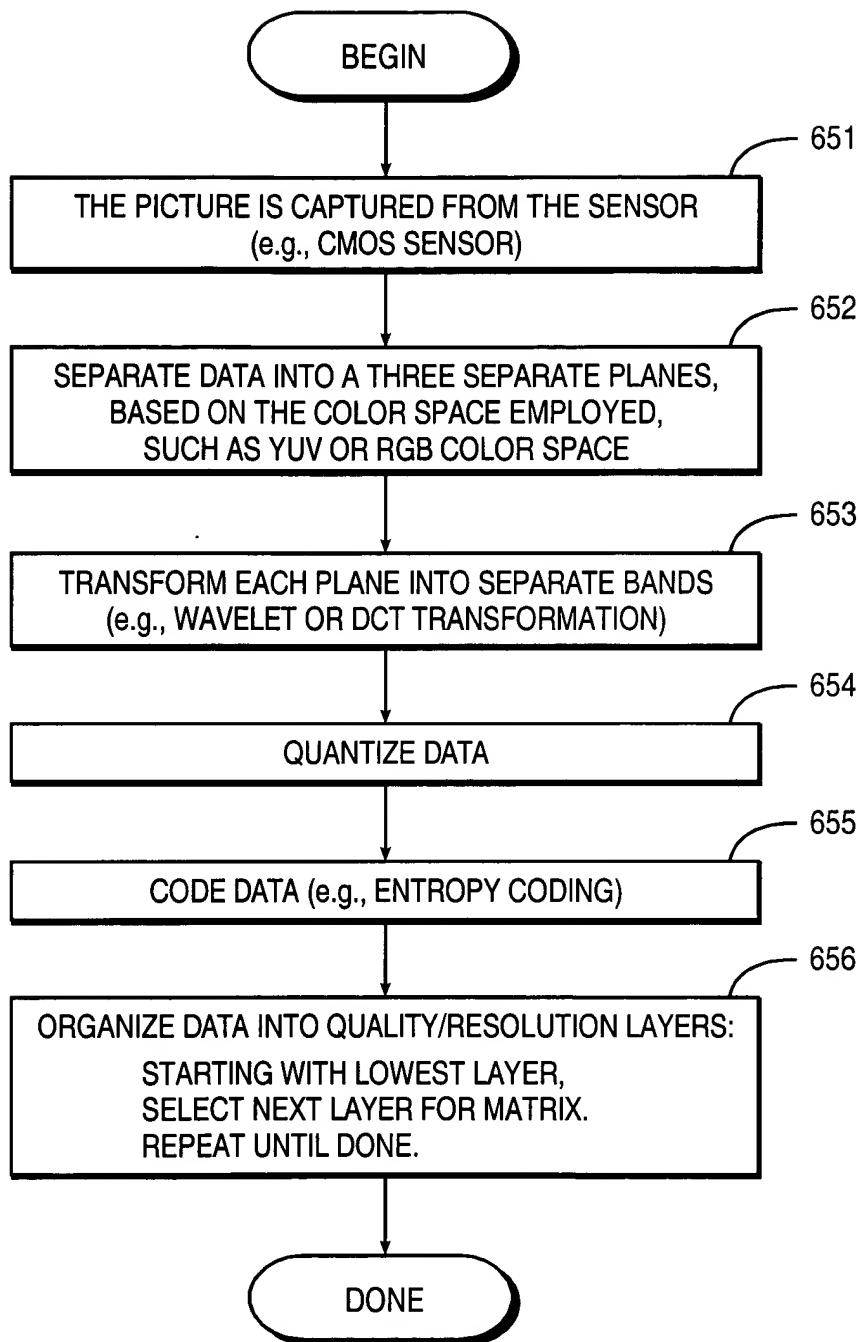 BEGIN
651
THE PICTURE IS CAPTURED FROM THE SENSOR
(e.g., CMOS SENSOR)
652
SEPARATE DATA INTO A THREE SEPARATE PLANES,
BASED ON THE COLOR SPACE EMPLOYED,
SUCH AS YUV OR RGB COLOR SPACE
653
TRANSFORM EACH PLANE INTO SEPARATE BANDS
(e.g., WAVELET OR DCT TRANSFORMATION)
654
QUANTIZE DATA
655
CODE DATA (e.g., ENTROPY CODING)
656
ORGANIZE DATA INTO QUALITY/RESOLUTION LAYERS:
STARTING WITH LOWEST LAYER,
SELECT NEXT LAYER FOR MATRIX.
REPEAT UNTIL DONE.
DONE